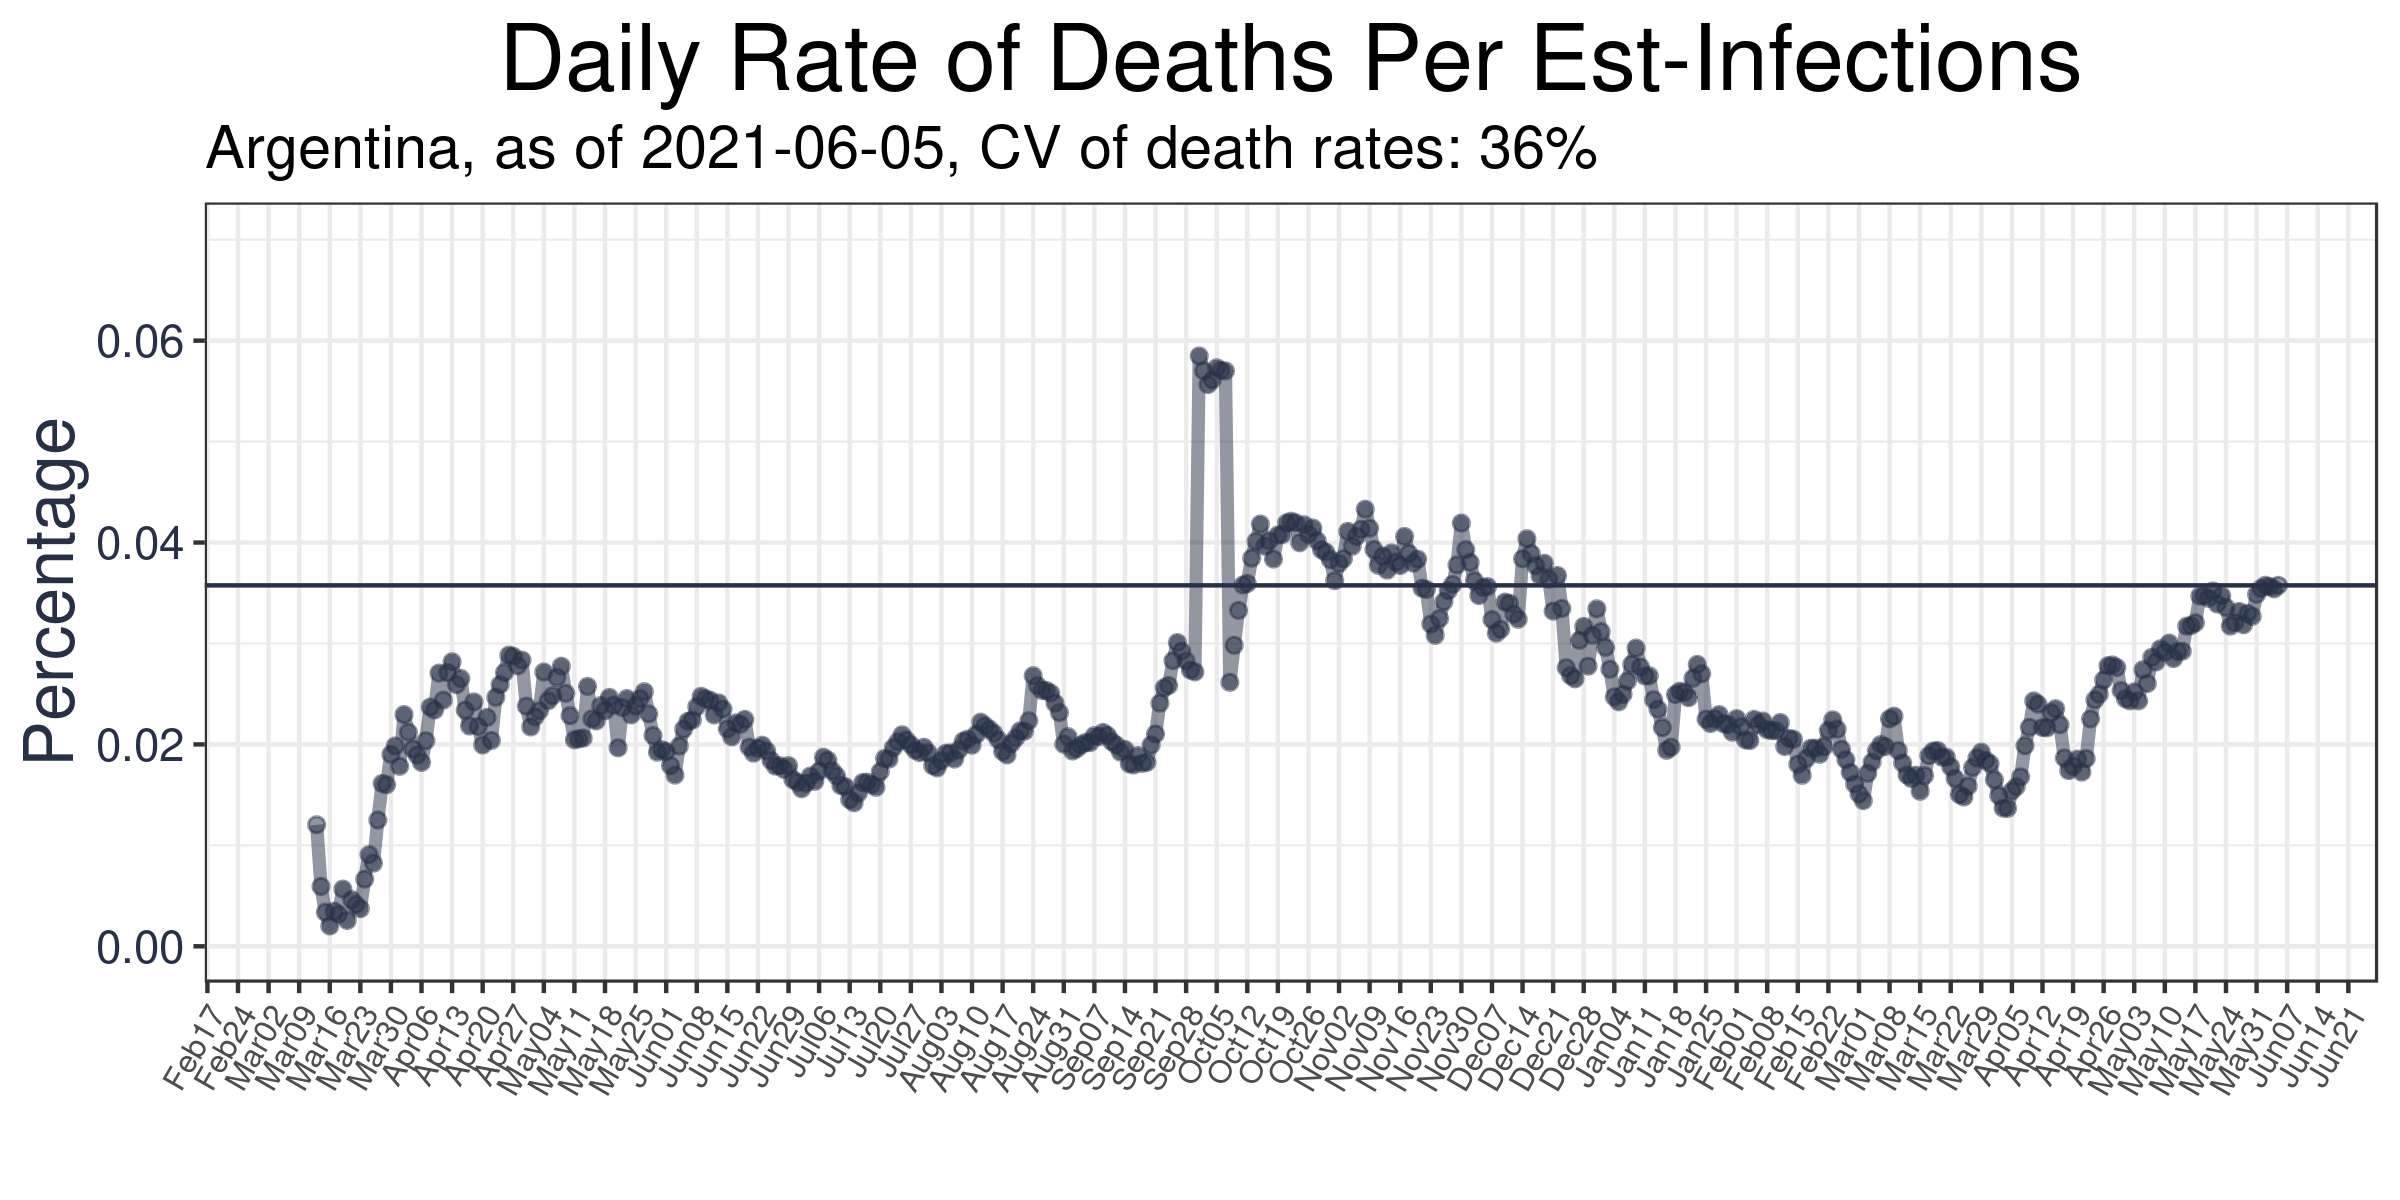 Daily Rate of Deaths Per Est-Infections
Argentina, as of 2021-06-05, CV of death rates: 36%
Percentage
0.06
0.04
0.02
0.00
Feb17
Feb24
Mar02
Mar09
Mar16
Mar23
Mar30
Apr06
Apr13
Apr20
Apr27
May04
May11
May18
May25
Jun01
Jun08
Jun15
Jun22
Jun29
Jul06
Jul13
Jul20
Jul27
Aug03
Aug10
Aug17
Aug24
Aug31
Sep07
Sep14
Sep21
Sep28
Oct05
Oct12
Oct19
Oct26
Nov02
Nov09
Nov16
Nov23
Nov30
Dec07
Dec14
Dec21
Dec28
Jan04
Jan11
Jan18
Jan25
Feb01
Feb08
Feb15
Feb22
Mar01
Mar08
Mar15
Mar22
Mar29
Apr05
Apr12
Apr19
Apr26
May03
May10
May17
May24
May31
Jun07
Jun14
Jun21